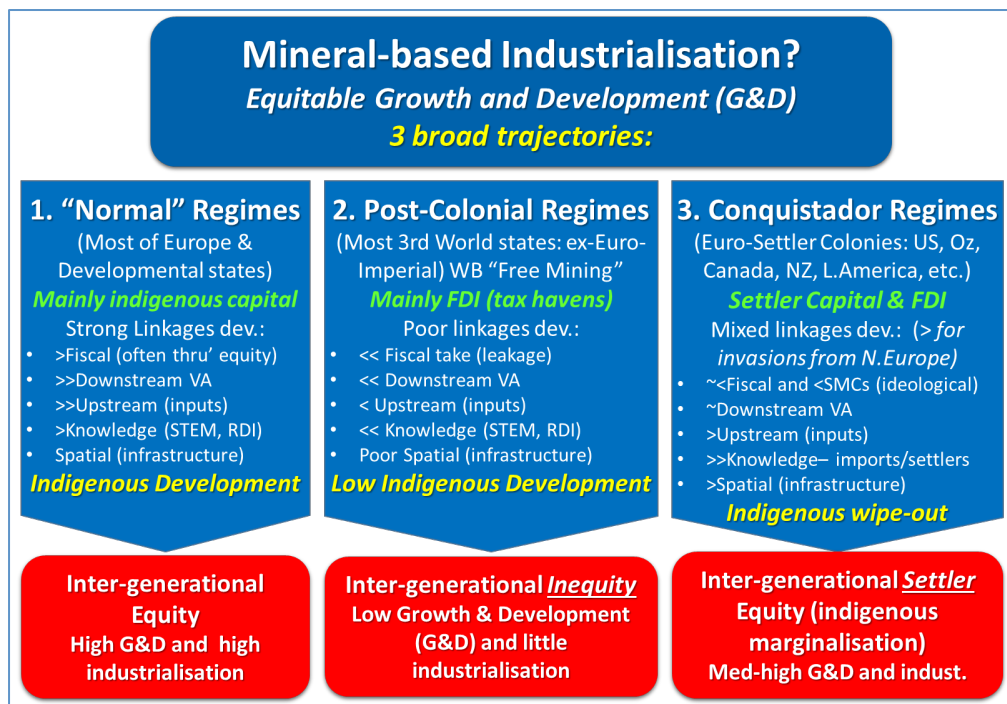 Mineral-based Industrialisation?
Equitable Growth and Development (G&D)
3 broad trajectories:
1. “Normal” Regimes
(Most of Europe &
Developmental states)
Mainly indigenous capital
Strong Linkages dev.:
• >Fiscal (often thru’ equity)
• >>Downstream VA
• >>Upstream (inputs)
• >Knowledge (STEM, RDI)
• Spatial (infrastructure)
Indigenous Development
Inter-generational
Equity
High G&D and high
industrialisation
2. Post-Colonial Regimes
(Most 3rd World states: ex-Euro-
Imperial) WB “Free Mining”
Mainly FDI (tax havens)
Poor linkages dev.:
• << Fiscal take (leakage)
• << Downstream VA
• < Upstream (inputs)
• << Knowledge (STEM, RDI)
• Poor Spatial (infrastructure)
Low Indigenous Development
Inter-generational Inequity
Low Growth & Development
(G&D) and little
industrialisation
3. Conquistador Regimes
(Euro-Settler Colonies: US, Oz,
Canada, NZ, L.America, etc.)
Settler Capital & FDI
Mixed linkages dev.: (> for
invasions from N.Europe)
• ~<Fiscal and <SMCs (ideological)
• ~Downstream VA
• >Upstream (inputs)
• >>Knowledge– imports/settlers
• >Spatial (infrastructure)
Indigenous wipe-out
Inter-generational Settler
Equity (indigenous
marginalisation)
Med-high G&D and indust.